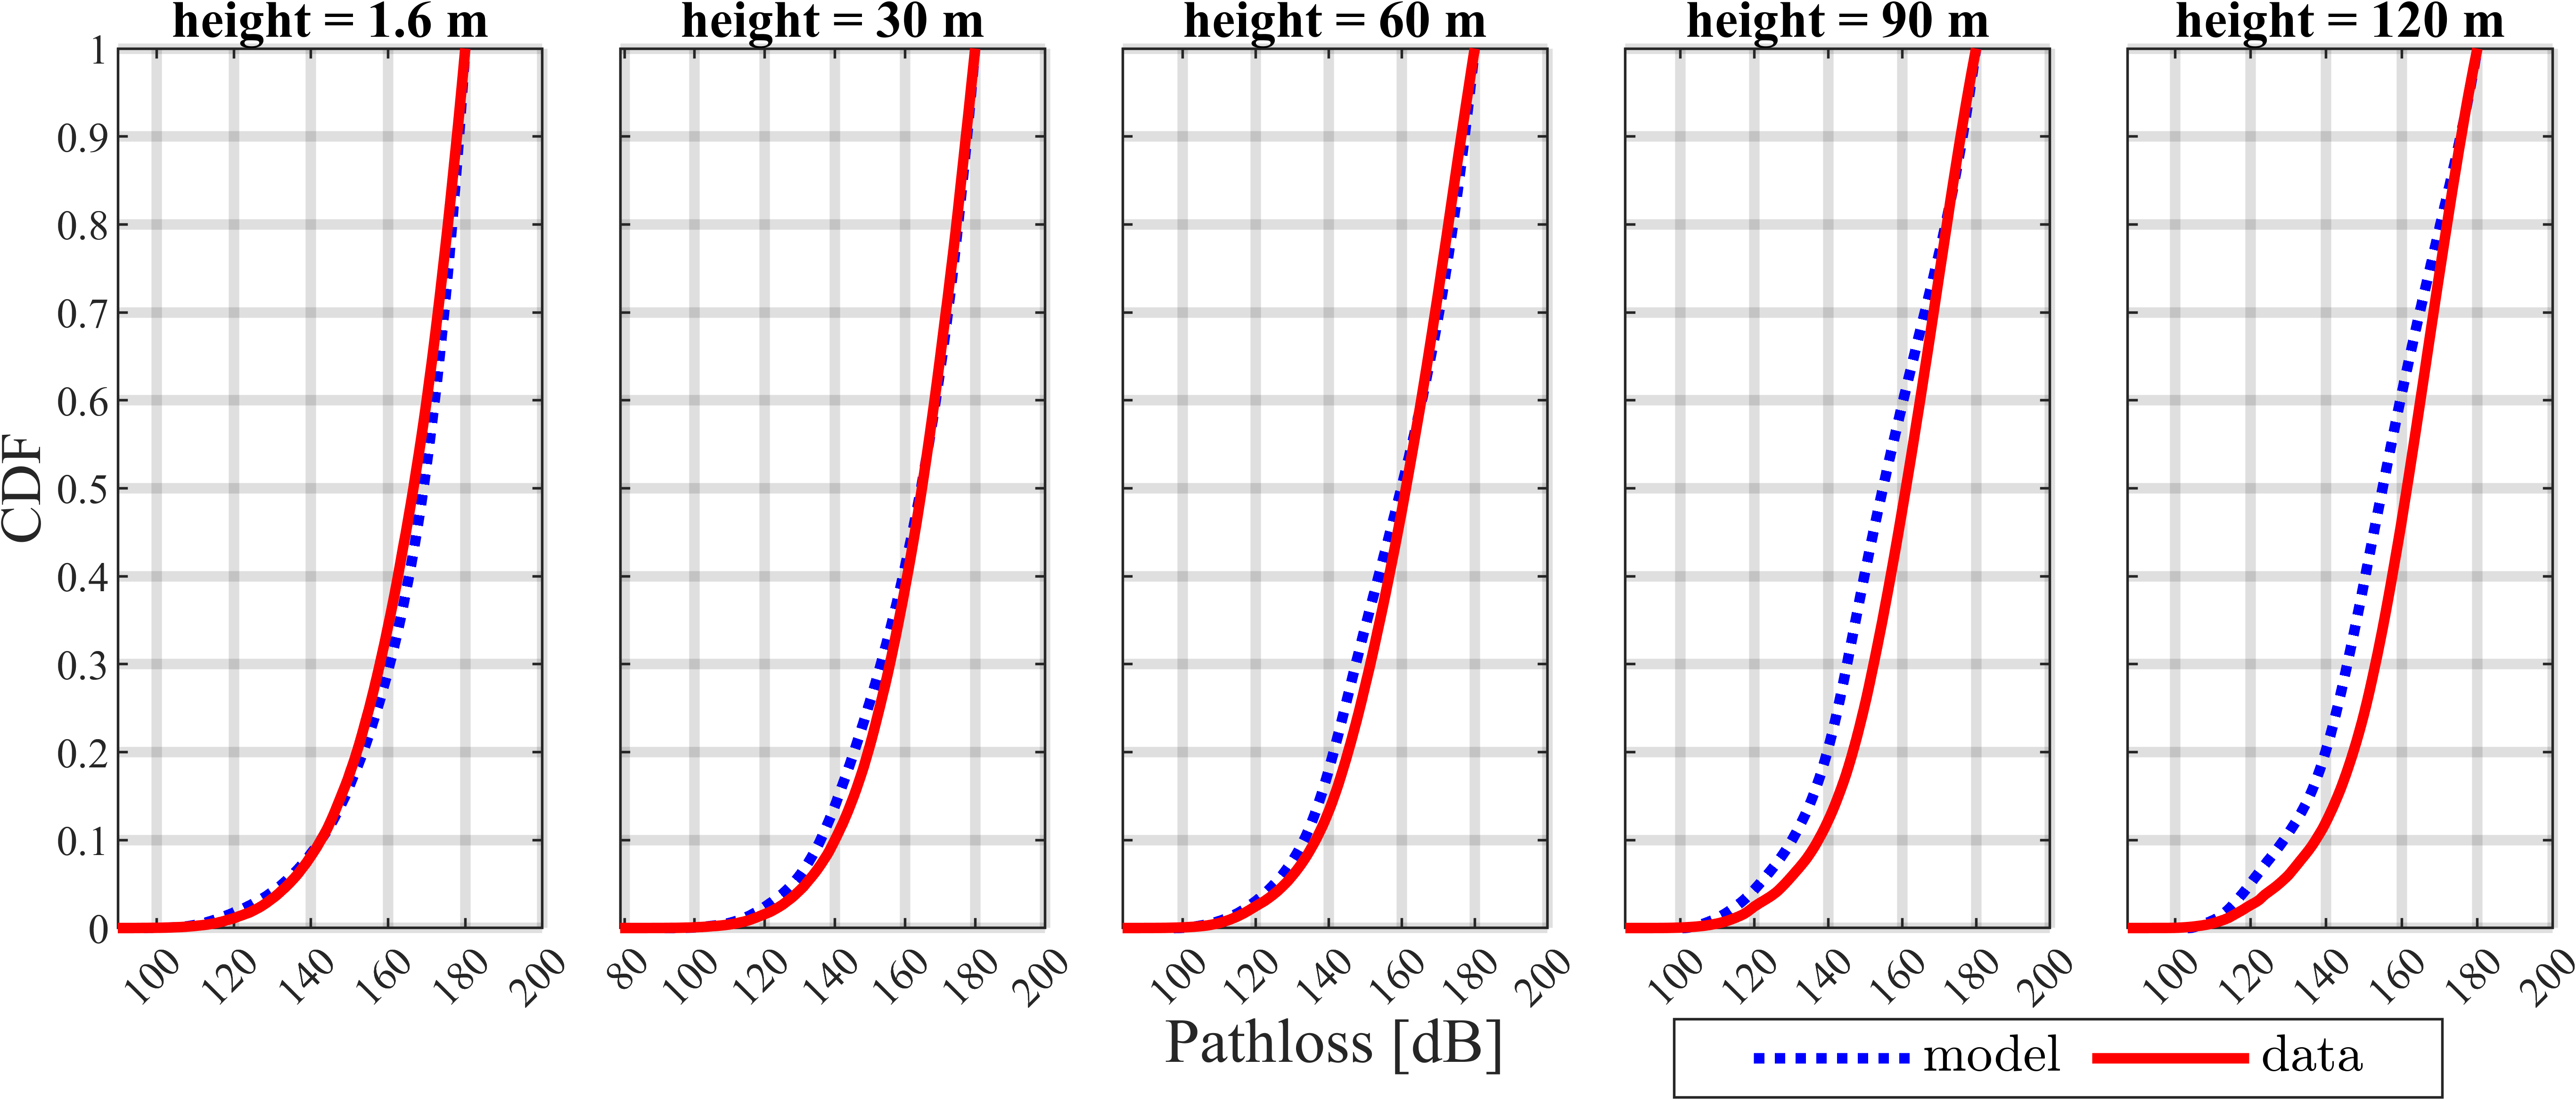 height = 1.6 m
height = 30 m
height = 60 m
height = 90 m
height = 120 m
CDF
1
0.9
0.8
0.7
0.6
0.5
0.4
0.3
0.2
0.1
0
100 120 140 160 180 200
80 100 120 140 160 180 200
100 120 140 160 180 200
100 120 140 160 180 200
100 120 140 160 180 200
Pathloss [dB]
model data